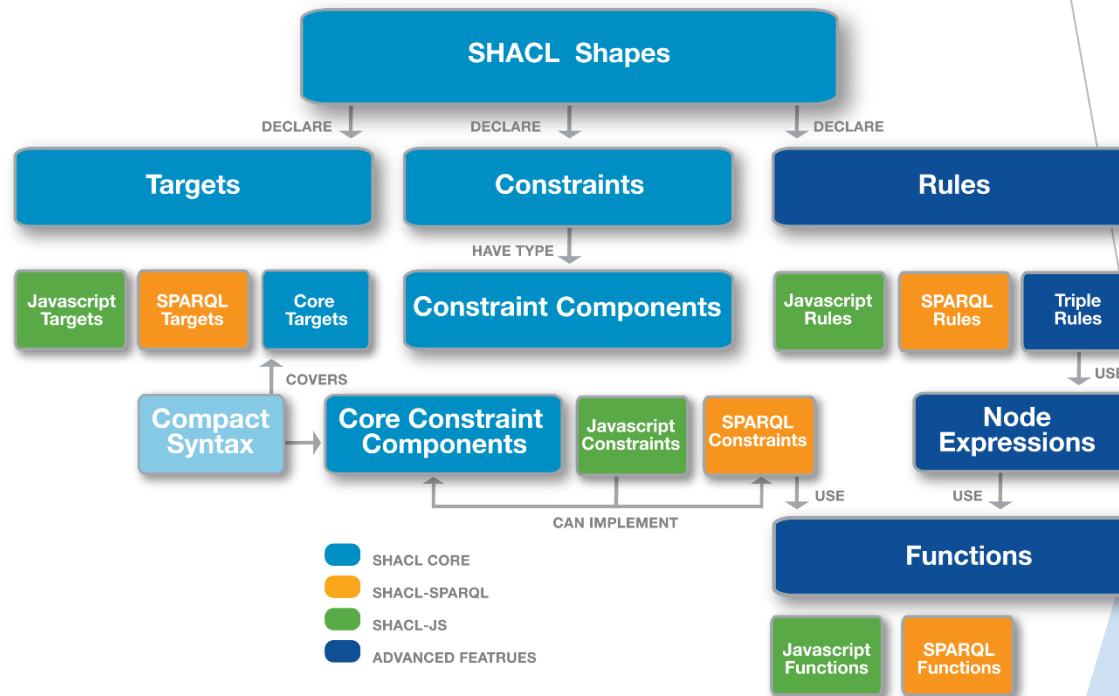 SHACL Shapes
DECLARE
DECLARE
DECLARE
Targets
Constraints
Rules
HAVE TYPE
Javascript
Targets
SPARQL
Targets
Core
Targets
Constraint Components
Javascript
Rules
SPARQL
Rules
Triple
Rules
COVERS
USE
Compact
Syntax
Core Constraint
Components
Javascript
Constraints
SPARQL
Constraints
Node
Expressions
USE
USE
CAN IMPLEMENT
Functions
SHACL CORE
SHACL-SPARQL
SHACL-JS
ADVANCED FEATRUES
Javascript
Functions
SPARQL
Functions